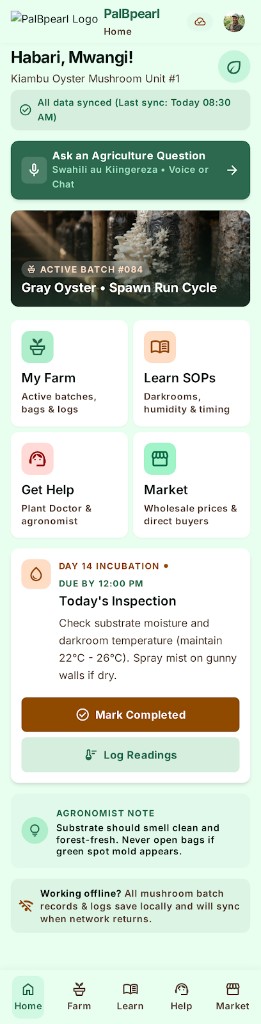 PalBpearl Logo
PalBpearl
Home
Habari, Mwangi!
Kiambu Oyster Mushroom Unit #1
All data synced (Last sync: Today 08:30
AM)
Ask an Agriculture Question
Swahili au Kiingereza • Voice or
Chat
ACTIVE BATCH #084
Gray Oyster • Spawn Run Cycle
My Farm
Active batches,
bags & logs
Learn SOPs
Darkrooms,
humidity & timing
Get Help
Plant Doctor &
agronomist
Market
Wholesale prices &
direct buyers
DAY 14 INCUBATION •
DUE BY 12:00 PM
Today's Inspection
Check substrate moisture and
darkroom temperature (maintain
22°C - 26°C). Spray mist on gunny
walls if dry.
Mark Completed
Log Readings
AGRONOMIST NOTE
Substrate should smell clean and
forest-fresh. Never open bags if
green spot mold appears.
Working offline? All mushroom batch
records & logs save locally and will sync
when network returns.
Home Farm Learn Help Market